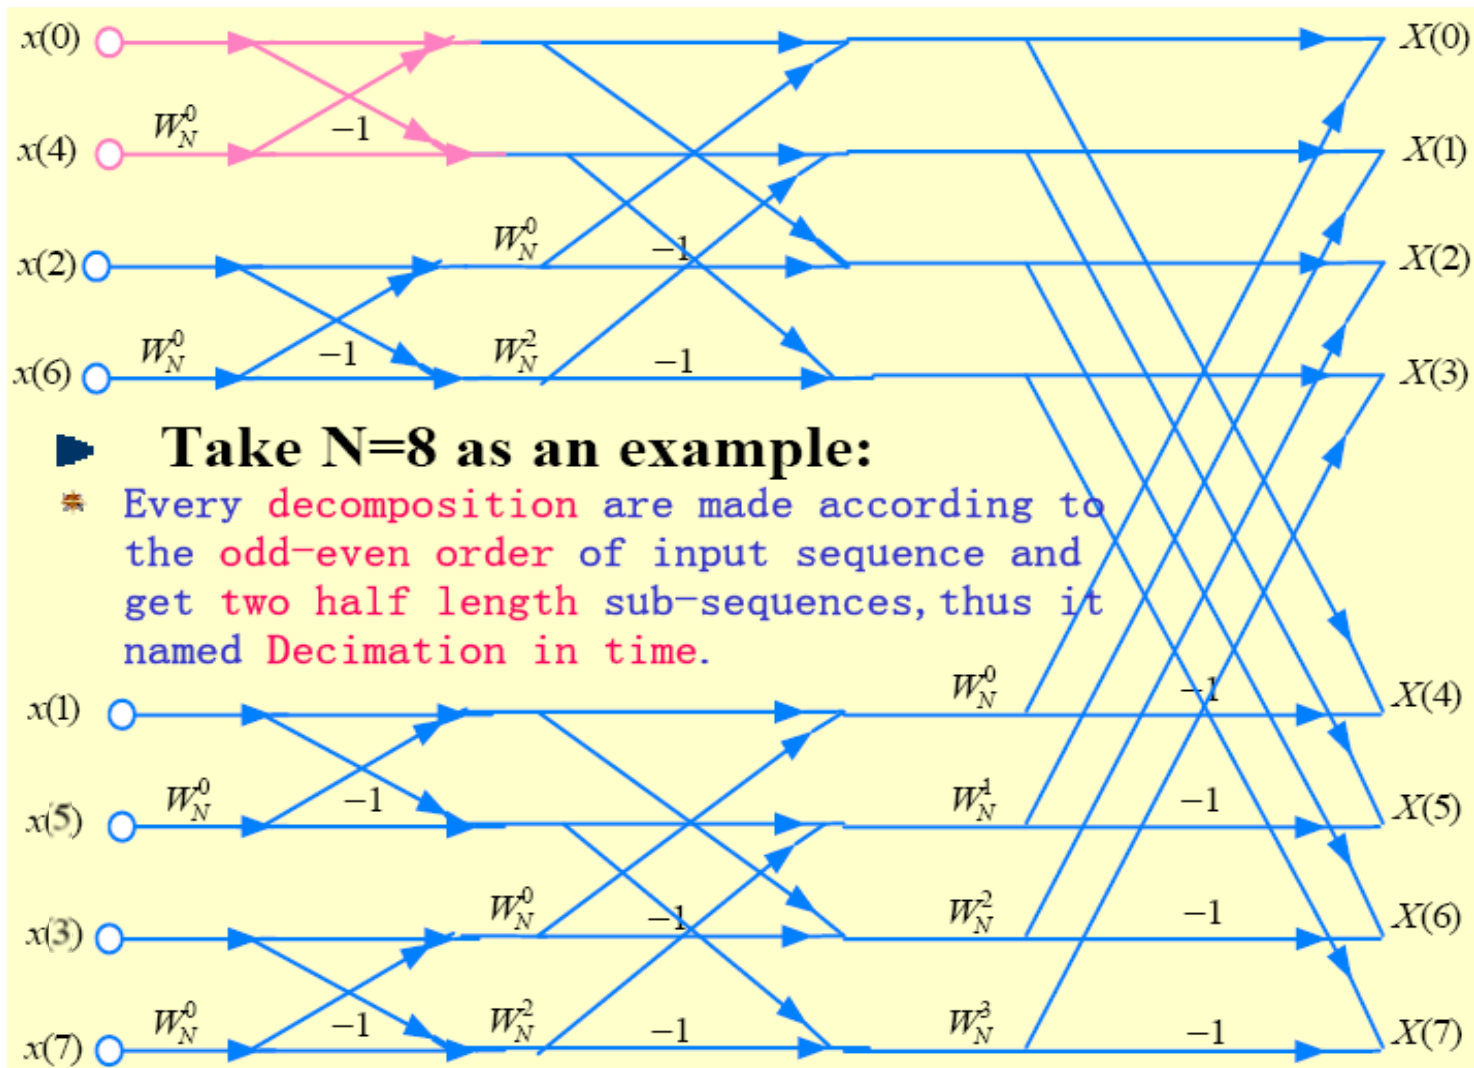 x(0) X(0)
W_N^0 −1
x(4) X(1)
W_N^0 −1
x(2) X(2)
W_N^0 −1 W_N^2 −1
x(6) X(3)
Take N=8 as an example:
Every decomposition are made according to
the odd-even order of input sequence and
get two half length sub-sequences, thus it
named Decimation in time.
W_N^0 −1
x(1) X(4)
W_N^0 −1 W_N^1 −1
x(5) X(5)
W_N^0 −1 W_N^2 −1
x(3) X(6)
W_N^0 −1 W_N^2 −1 W_N^3 −1
x(7) X(7)